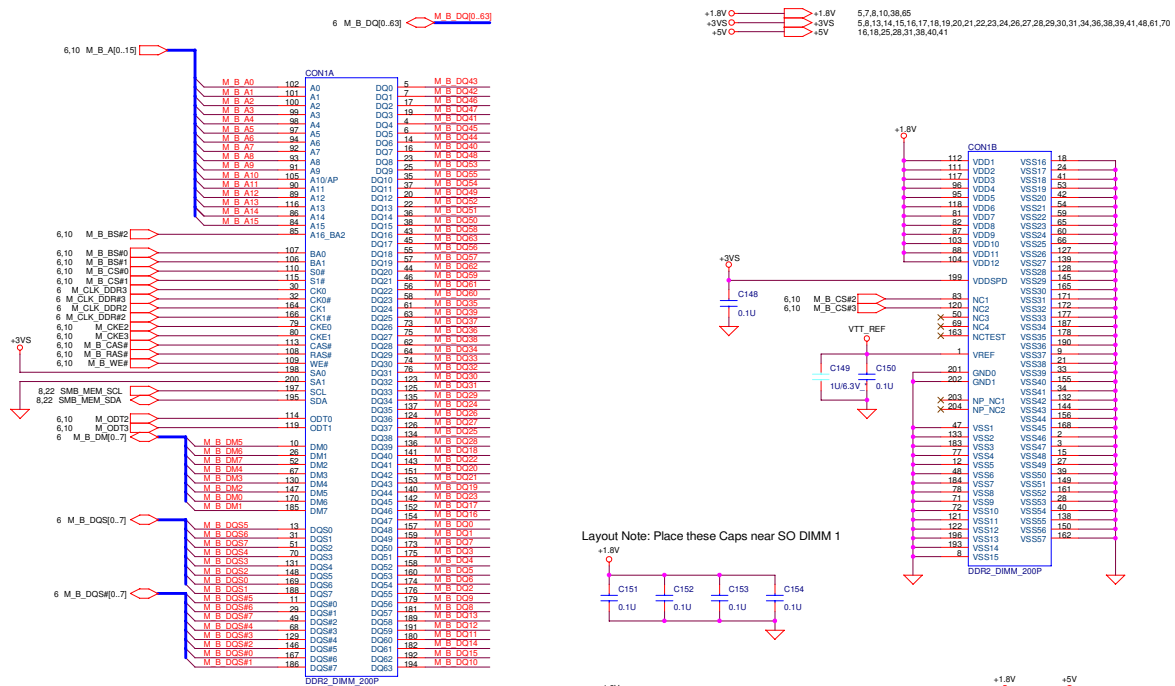 6 M_B_DQ[0..63] M_B_DQ[0..63]
+1.8V +1.8V 5,7,8,10,38,65
+3VS +3VS 5,8,13,14,15,16,17,18,19,20,21,22,23,24,26,27,28,29,30,31,34,36,38,39,41,48,61,70
+5V +5V 16,18,25,28,31,38,40,41
6,10 M_B_A[0..15]
CON1A
M_B_A0 102 A0 DQ0 5 M_B_DQ43
M_B_A1 101 A1 DQ1 7 M_B_DQ42
M_B_A2 100 A2 DQ2 17 M_B_DQ46
M_B_A3 99 A3 DQ3 19 M_B_DQ47
M_B_A4 98 A4 DQ4 4 M_B_DQ41
M_B_A5 97 A5 DQ5 6 M_B_DQ45
M_B_A6 94 A6 DQ6 14 M_B_DQ44
M_B_A7 92 A7 DQ7 16 M_B_DQ40
M_B_A8 93 A8 DQ8 23 M_B_DQ48
M_B_A9 91 A9 DQ9 25 M_B_DQ53
M_B_A10 105 A10/AP DQ10 35 M_B_DQ55
M_B_A11 90 A11 DQ11 37 M_B_DQ54
M_B_A12 89 A12 DQ12 20 M_B_DQ49
M_B_A13 116 A13 DQ13 22 M_B_DQ52
M_B_A14 86 A14 DQ14 36 M_B_DQ51
M_B_A15 84 A15 DQ15 38 M_B_DQ50
6,10 M_B_BS#2 85 A16_BA2 DQ16 43 M_B_DQ58
DQ17 45 M_B_DQ63
6,10 M_B_BS#0 107 BA0 DQ18 55 M_B_DQ56
6,10 M_B_BS#1 106 BA1 DQ19 57 M_B_DQ57
6,10 M_B_CS#0 110 S0# DQ20 44 M_B_DQ62
6,10 M_B_CS#1 115 S1# DQ21 46 M_B_DQ59
6 M_CLK_DDR3 30 CK0 DQ22 56 M_B_DQ61
6 M_CLK_DDR#3 32 CK0# DQ23 58 M_B_DQ60
6 M_CLK_DDR2 164 CK1 DQ24 61 M_B_DQ35
6 M_CLK_DDR#2 166 CK1# DQ25 63 M_B_DQ39
6,10 M_CKE2 79 CKE0 DQ26 73 M_B_DQ37
6,10 M_CKE3 80 CKE1 DQ27 75 M_B_DQ36
6,10 M_B_CAS# 113 CAS# DQ28 62 M_B_DQ38
6,10 M_B_RAS# 108 RAS# DQ29 64 M_B_DQ34
6,10 M_B_WE# 109 WE# DQ30 74 M_B_DQ33
+3VS 198 SA0 DQ31 76 M_B_DQ32
200 SA1 DQ32 123 M_B_DQ30
8,22 SMB_MEM_SCL 197 SCL DQ33 125 M_B_DQ31
8,22 SMB_MEM_SDA 195 SDA DQ34 135 M_B_DQ29
DQ35 137 M_B_DQ24
6,10 M_ODT2 114 ODT0 DQ36 124 M_B_DQ26
6,10 M_ODT3 119 ODT1 DQ37 126 M_B_DQ27
6 M_B_DM[0..7] DQ38 134 M_B_DQ25
M_B_DM5 10 DM0 DQ39 136 M_B_DQ28
M_B_DM6 26 DM1 DQ40 141 M_B_DQ18
M_B_DM7 52 DM2 DQ41 143 M_B_DQ22
M_B_DM4 67 DM3 DQ42 151 M_B_DQ20
M_B_DM3 130 DM4 DQ43 153 M_B_DQ21
M_B_DM2 147 DM5 DQ44 140 M_B_DQ19
M_B_DM0 170 DM6 DQ45 142 M_B_DQ23
M_B_DM1 185 DM7 DQ46 152 M_B_DQ17
DQ47 154 M_B_DQ16
6 M_B_DQS[0..7] M_B_DQS5 13 DQS0 DQ48 157 M_B_DQ0
M_B_DQS6 31 DQS1 DQ49 159 M_B_DQ1
M_B_DQS7 51 DQS2 DQ50 173 M_B_DQ7
M_B_DQS4 70 DQS3 DQ51 175 M_B_DQ3
M_B_DQS3 131 DQS4 DQ52 158 M_B_DQ4
M_B_DQS2 148 DQS5 DQ53 160 M_B_DQ5
M_B_DQS0 169 DQS6 DQ54 174 M_B_DQ6
M_B_DQS1 188 DQS7 DQ55 176 M_B_DQ2
6 M_B_DQS#[0..7] M_B_DQS#5 11 DQS#0 DQ56 179 M_B_DQ9
M_B_DQS#6 29 DQS#1 DQ57 181 M_B_DQ8
M_B_DQS#7 49 DQS#2 DQ58 189 M_B_DQ13
M_B_DQS#4 68 DQS#3 DQ59 191 M_B_DQ12
M_B_DQS#3 129 DQS#4 DQ60 180 M_B_DQ11
M_B_DQS#2 146 DQS#5 DQ61 182 M_B_DQ14
M_B_DQS#0 167 DQS#6 DQ62 192 M_B_DQ15
M_B_DQS#1 186 DQS#7 DQ63 194 M_B_DQ10
DDR2_DIMM_200P
+1.8V
CON1B
112 VDD1 VSS16 18
111 VDD2 VSS17 24
117 VDD3 VSS18 41
96 VDD4 VSS19 53
95 VDD5 VSS20 42
118 VDD6 VSS21 54
81 VDD7 VSS22 59
82 VDD8 VSS23 65
87 VDD9 VSS24 60
103 VDD10 VSS25 66
88 VDD11 VSS26 127
104 VDD12 VSS27 139
VSS28 128
+3VS 199 VDDSPD VSS29 145
VSS30 165
6,10 M_B_CS#2 83 NC1 VSS31 171
6,10 M_B_CS#3 120 NC2 VSS32 172
50 NC3 VSS33 177
69 NC4 VSS34 187
163 NCTEST VSS35 178
VSS36 190
VTT_REF 1 VREF VSS37 9
VSS38 21
201 GND0 VSS39 33
202 GND1 VSS40 155
VSS41 34
203 NP_NC1 VSS42 132
204 NP_NC2 VSS43 144
VSS44 156
47 VSS1 VSS45 168
133 VSS2 VSS46 2
183 VSS3 VSS47 3
77 VSS4 VSS48 15
12 VSS5 VSS49 27
48 VSS6 VSS50 39
184 VSS7 VSS51 149
78 VSS8 VSS52 161
71 VSS9 VSS53 28
72 VSS10 VSS54 40
121 VSS11 VSS55 138
122 VSS12 VSS56 150
196 VSS13 VSS57 162
193 VSS14
8 VSS15
DDR2_DIMM_200P
C148
0.1U
C149 C150
1U/6.3V 0.1U
Layout Note: Place these Caps near SO DIMM 1
+1.8V
C151 C152 C153 C154
0.1U 0.1U 0.1U 0.1U
+1.8V +5V